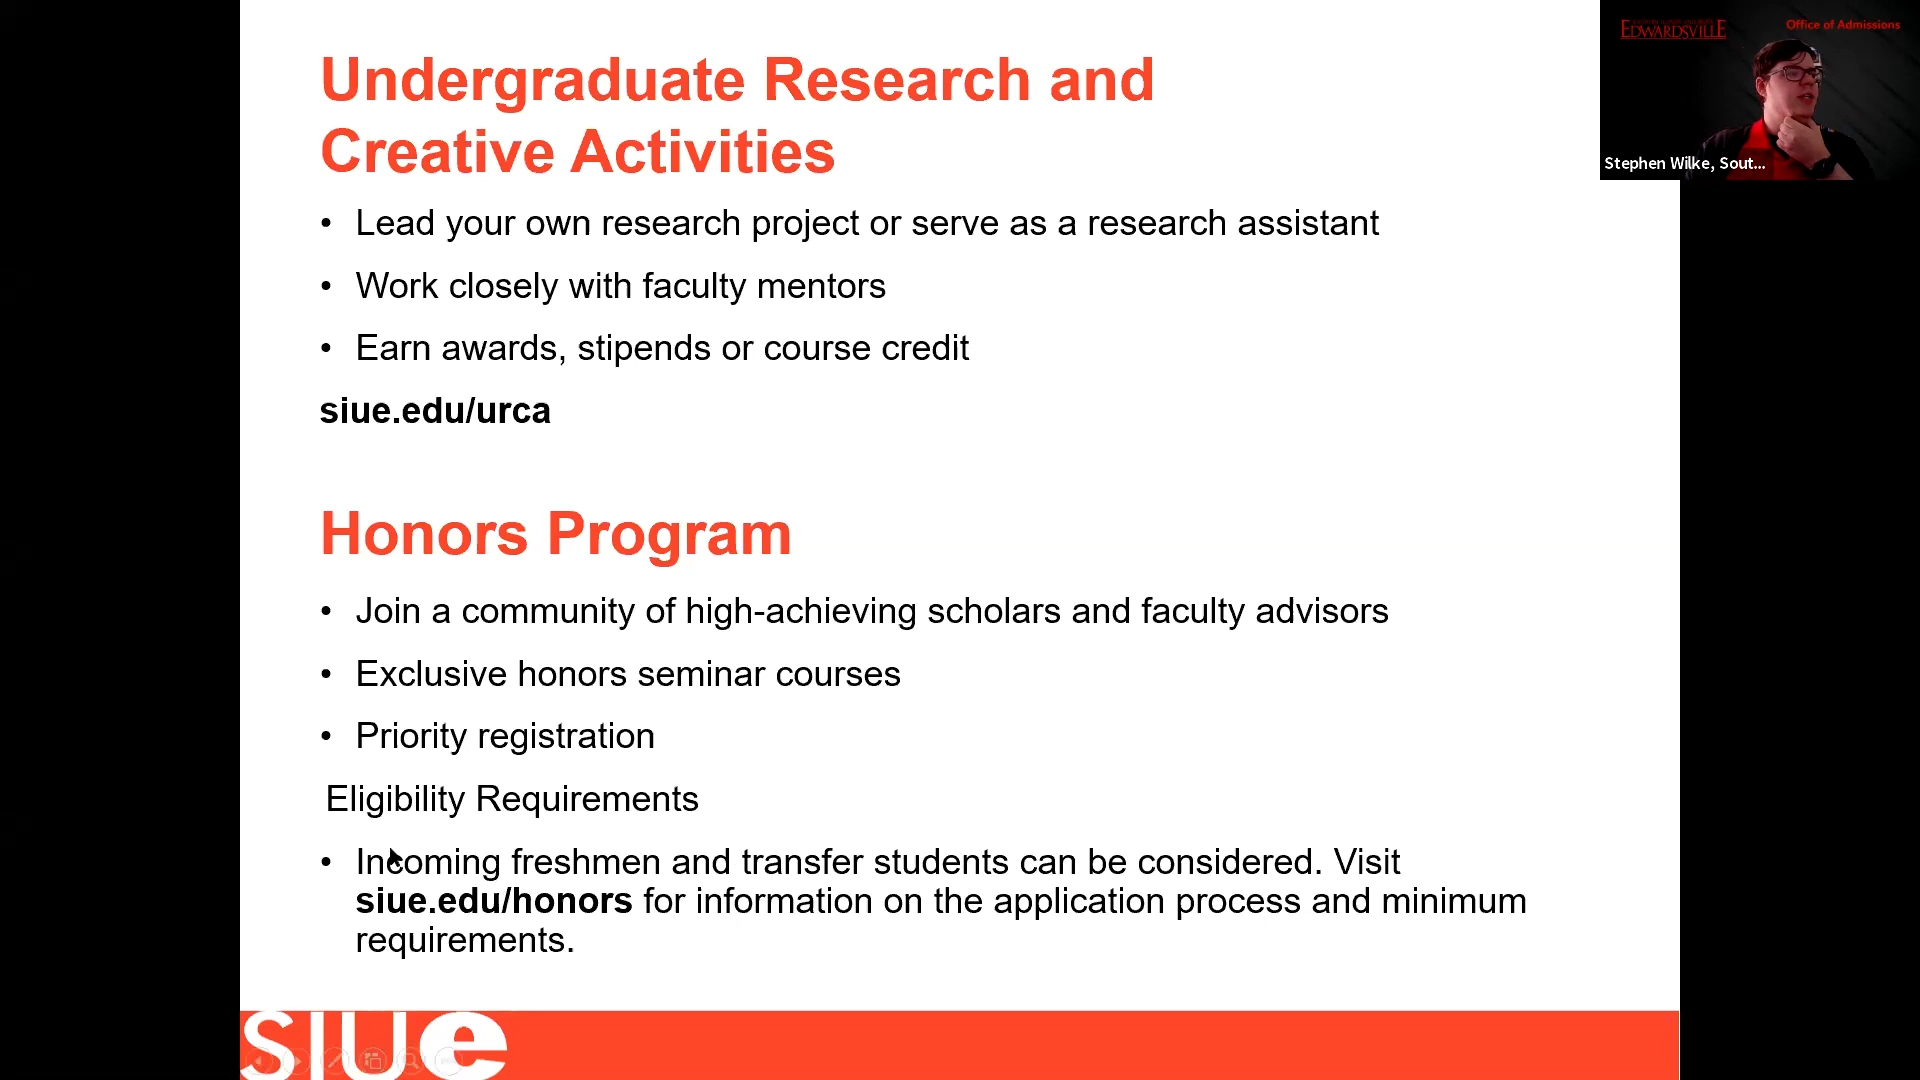 Undergraduate Research and
Creative Activities
• Lead your own research project or serve as a research assistant
• Work closely with faculty mentors
• Earn awards, stipends or course credit
siue.edu/urca
Honors Program
• Join a community of high-achieving scholars and faculty advisors
• Exclusive honors seminar courses
• Priority registration
Eligibility Requirements
• Incoming freshmen and transfer students can be considered. Visit
siue.edu/honors for information on the application process and minimum
requirements.
SIUe
EDWARDSVILLE
Office of Admissions
Stephen Wilke, Sout...